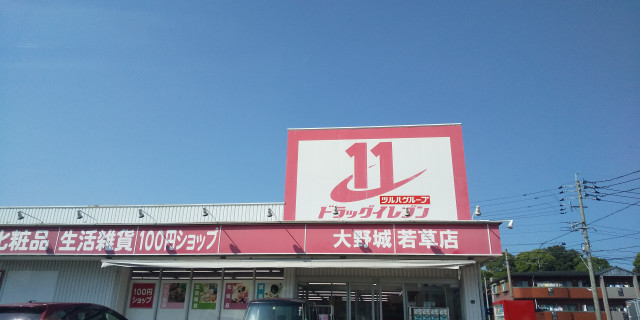 11
ツルハグループ
ドラッグイレブン
化粧品 生活雑貨 100円ショップ
大野城 若草店
100円
ショップ